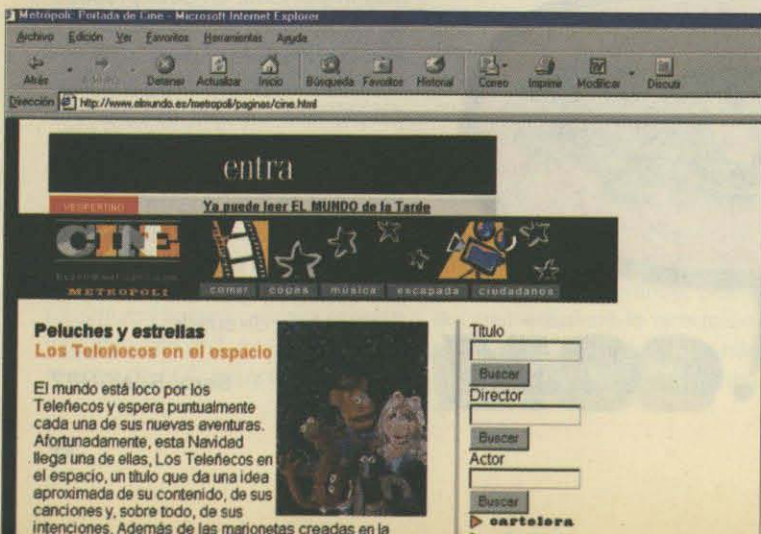 Metrópoli: Portada de Cine - Microsoft Internet Explorer
Archivo Edición Ver Favoritos Herramientas Ayuda
Atrás Detener Actualizar Inicio Búsqueda Favoritos Historial Correo Imprimir Modificar Discutir
Dirección http://www.elmundo.es/metropoli/paginas/cine.html
entra
VESPERTINO Ya puede leer EL MUNDO de la Tarde
CINE
METROPOLI comer copas música escapada ciudadanos
Peluches y estrellas
Los Teleñecos en el espacio
El mundo está loco por los
Teleñecos y espera puntualmente
cada una de sus nuevas aventuras.
Afortunadamente, esta Navidad
llega una de ellas, Los Teleñecos en
el espacio, un título que da una idea
aproximada de su contenido, de sus
canciones y, sobre todo, de sus
intenciones. Además de las marionetas creadas en la
Título
Buscar
Director
Buscar
Actor
Buscar
cartelera